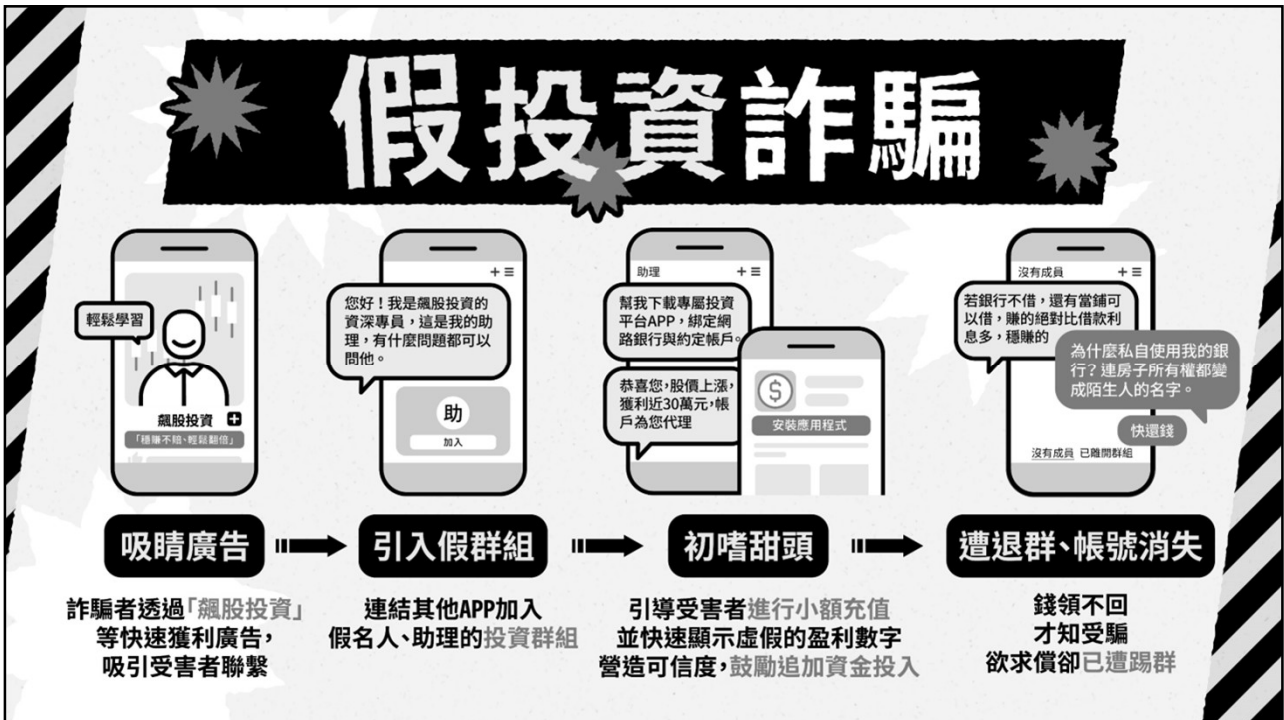 假投資詐騙
輕鬆學習
飆股投資
「穩賺不賠、輕鬆翻倍」
吸睛廣告
詐騙者透過「飆股投資」
等快速獲利廣告，
吸引受害者聯繫
您好！我是飆股投資的
資深專員，這是我的助
理，有什麼問題都可以
問他。
助
加入
引入假群組
連結其他APP加入
假名人、助理的投資群組
助理
幫我下載專屬投資
平台APP，綁定網
路銀行與約定帳戶。
恭喜您，股價上漲，
獲利近30萬元，帳
戶為您代理
安裝應用程式
初嗜甜頭
引導受害者進行小額充值
並快速顯示虛假的盈利數字
營造可信度，鼓勵追加資金投入
沒有成員
若銀行不借，還有當鋪可
以借，賺的絕對比借款利
息多，穩賺的
為什麼私自使用我的銀
行？連房子所有權都變
成陌生人的名字。
快還錢
沒有成員 已離開群組
遭退群、帳號消失
錢領不回
才知受騙
欲求償卻已遭踢群